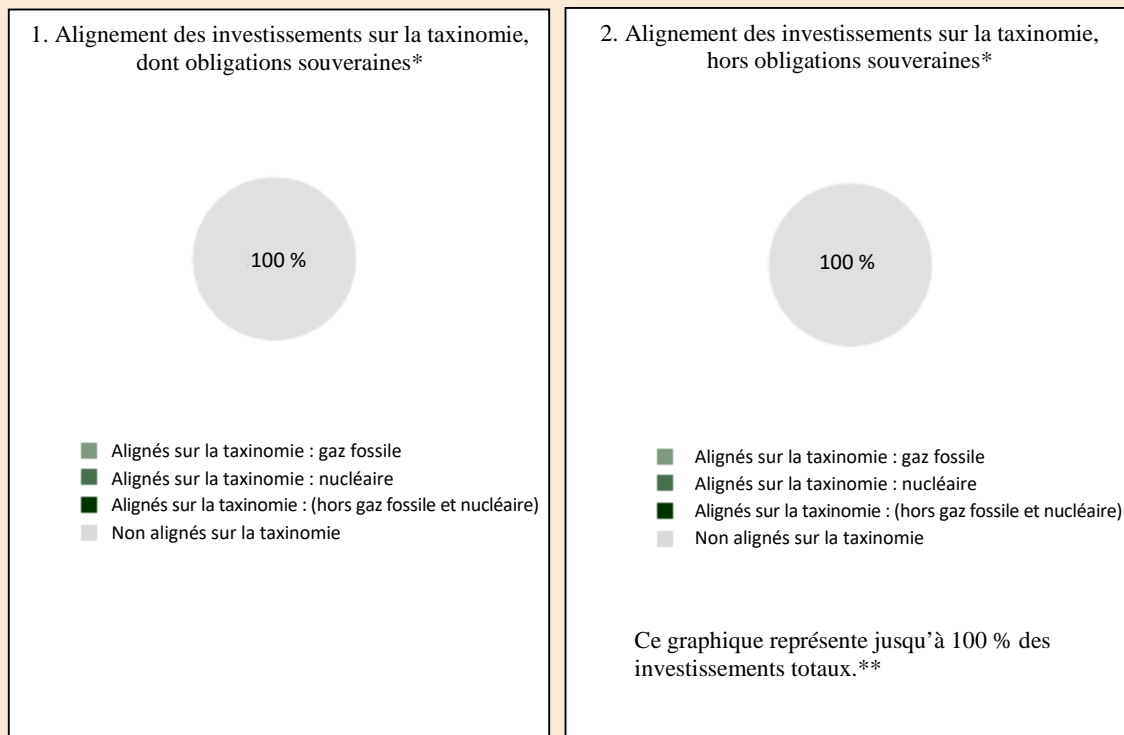 1. Alignement des investissements sur la taxinomie,
dont obligations souveraines*
100 %
Alignés sur la taxinomie : gaz fossile
Alignés sur la taxinomie : nucléaire
Alignés sur la taxinomie : (hors gaz fossile et nucléaire)
Non alignés sur la taxinomie
2. Alignement des investissements sur la taxinomie,
hors obligations souveraines*
100 %
Alignés sur la taxinomie : gaz fossile
Alignés sur la taxinomie : nucléaire
Alignés sur la taxinomie : (hors gaz fossile et nucléaire)
Non alignés sur la taxinomie
Ce graphique représente jusqu’à 100 % des
investissements totaux.**